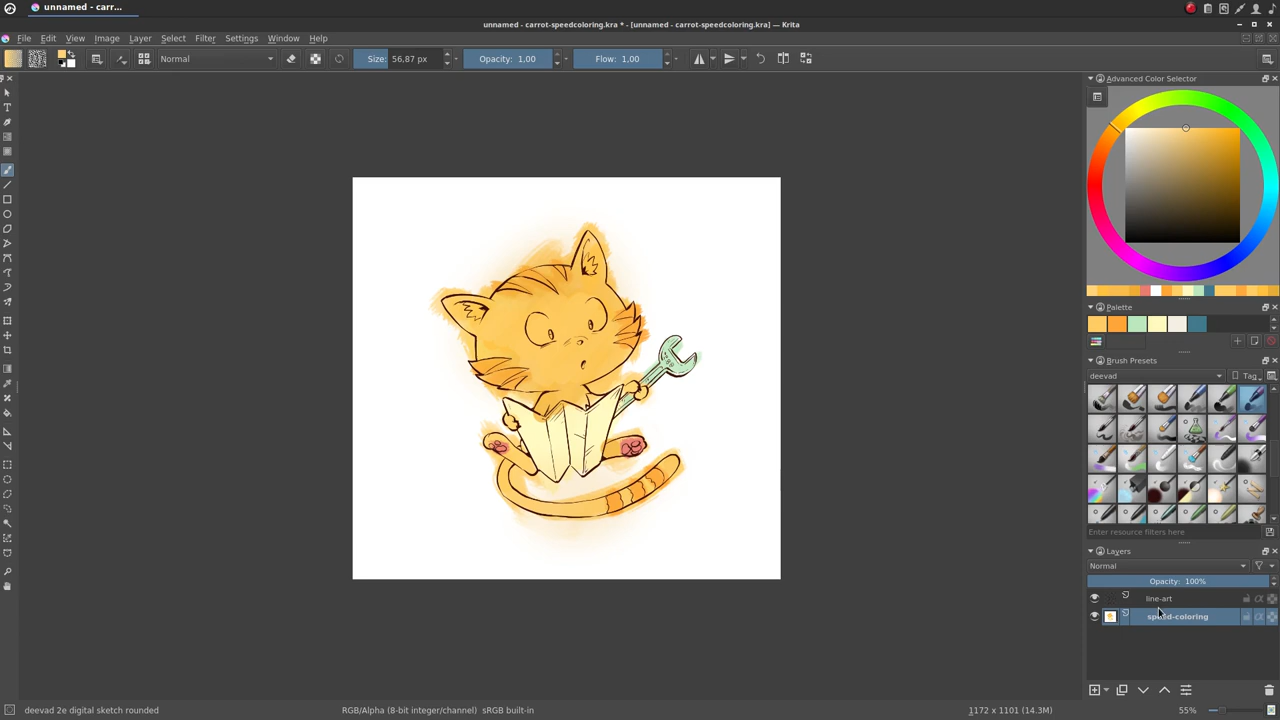 unnamed - carr...
unnamed - carrot-speedcoloring.kra * - [unnamed - carrot-speedcoloring.kra] — Krita
File Edit View Image Layer Select Filter Settings Window Help
Normal Size: 56,87 px Opacity: 1,00 Flow: 1,00
Advanced Color Selector
Palette
Brush Presets
deevad Tag
Enter resource filters here
Layers
Normal
Opacity: 100%
line-art
speed-coloring
deevad 2e digital sketch rounded RGB/Alpha (8-bit integer/channel) sRGB built-in 1172 x 1101 (14.3M) 55%